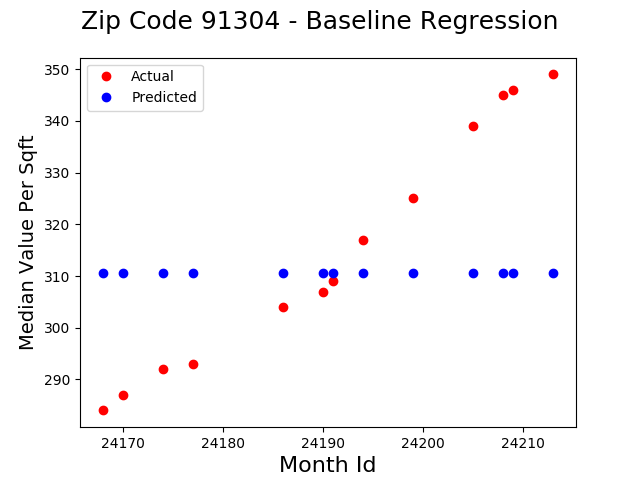 Zip Code 91304 - Baseline Regression
Actual
Predicted
Median Value Per Sqft
350
340
330
320
310
300
290
24170 24180 24190 24200 24210
Month Id